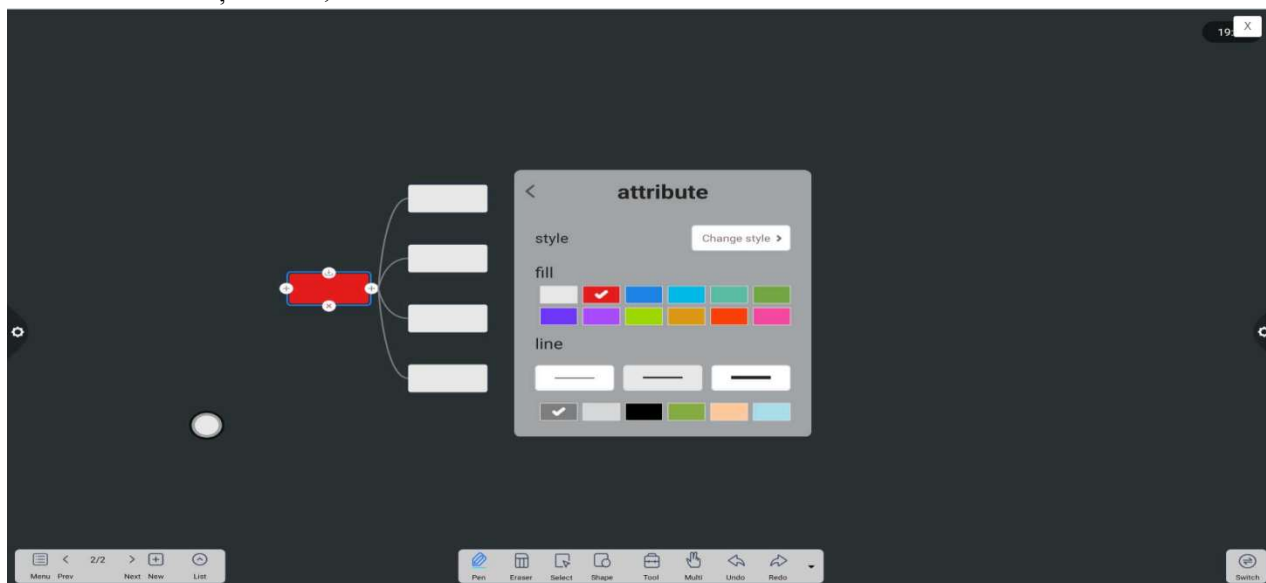 19:
X
attribute
style
Change style >
fill
line
2/2
Menu Prev Next New List
Pen Eraser Select Shape Tool Multi Undo Redo
Switch